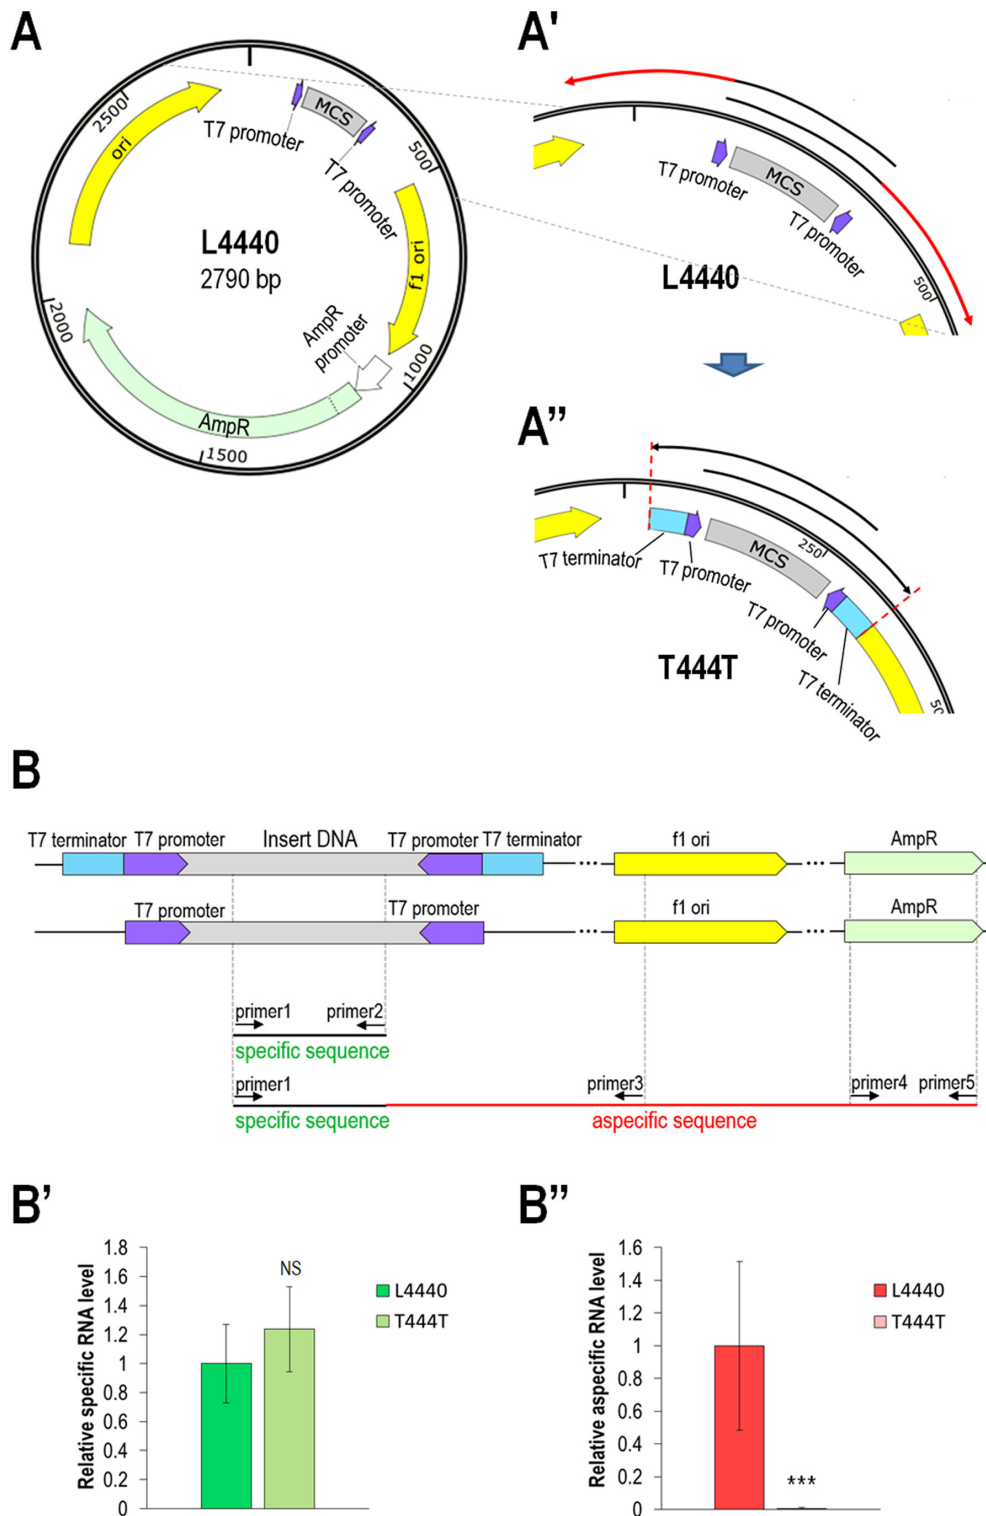 A
2500
ori
T7 promoter
MCS
T7 promoter
500
f1 ori
L4440
2790 bp
AmpR
promoter
1000
2000
AmpR
1500
A'
T7 promoter
MCS
T7 promoter
L4440
500
A"
T7 terminator
T7 promoter
MCS
250
T7 promoter
T7 terminator
T444T
50
B
T7 terminator T7 promoter Insert DNA T7 promoter T7 terminator f1 ori AmpR
T7 promoter T7 promoter f1 ori AmpR
primer1 primer2
specific sequence
primer1 primer3 primer4 primer5
specific sequence aspecific sequence
B'
Relative specific RNA level
1.8
1.6
1.4
1.2
1
0.8
0.6
0.4
0.2
0
NS
L4440
T444T
B"
Relative aspecific RNA level
1.6
1.4
1.2
1
0.8
0.6
0.4
0.2
0
***
L4440
T444T